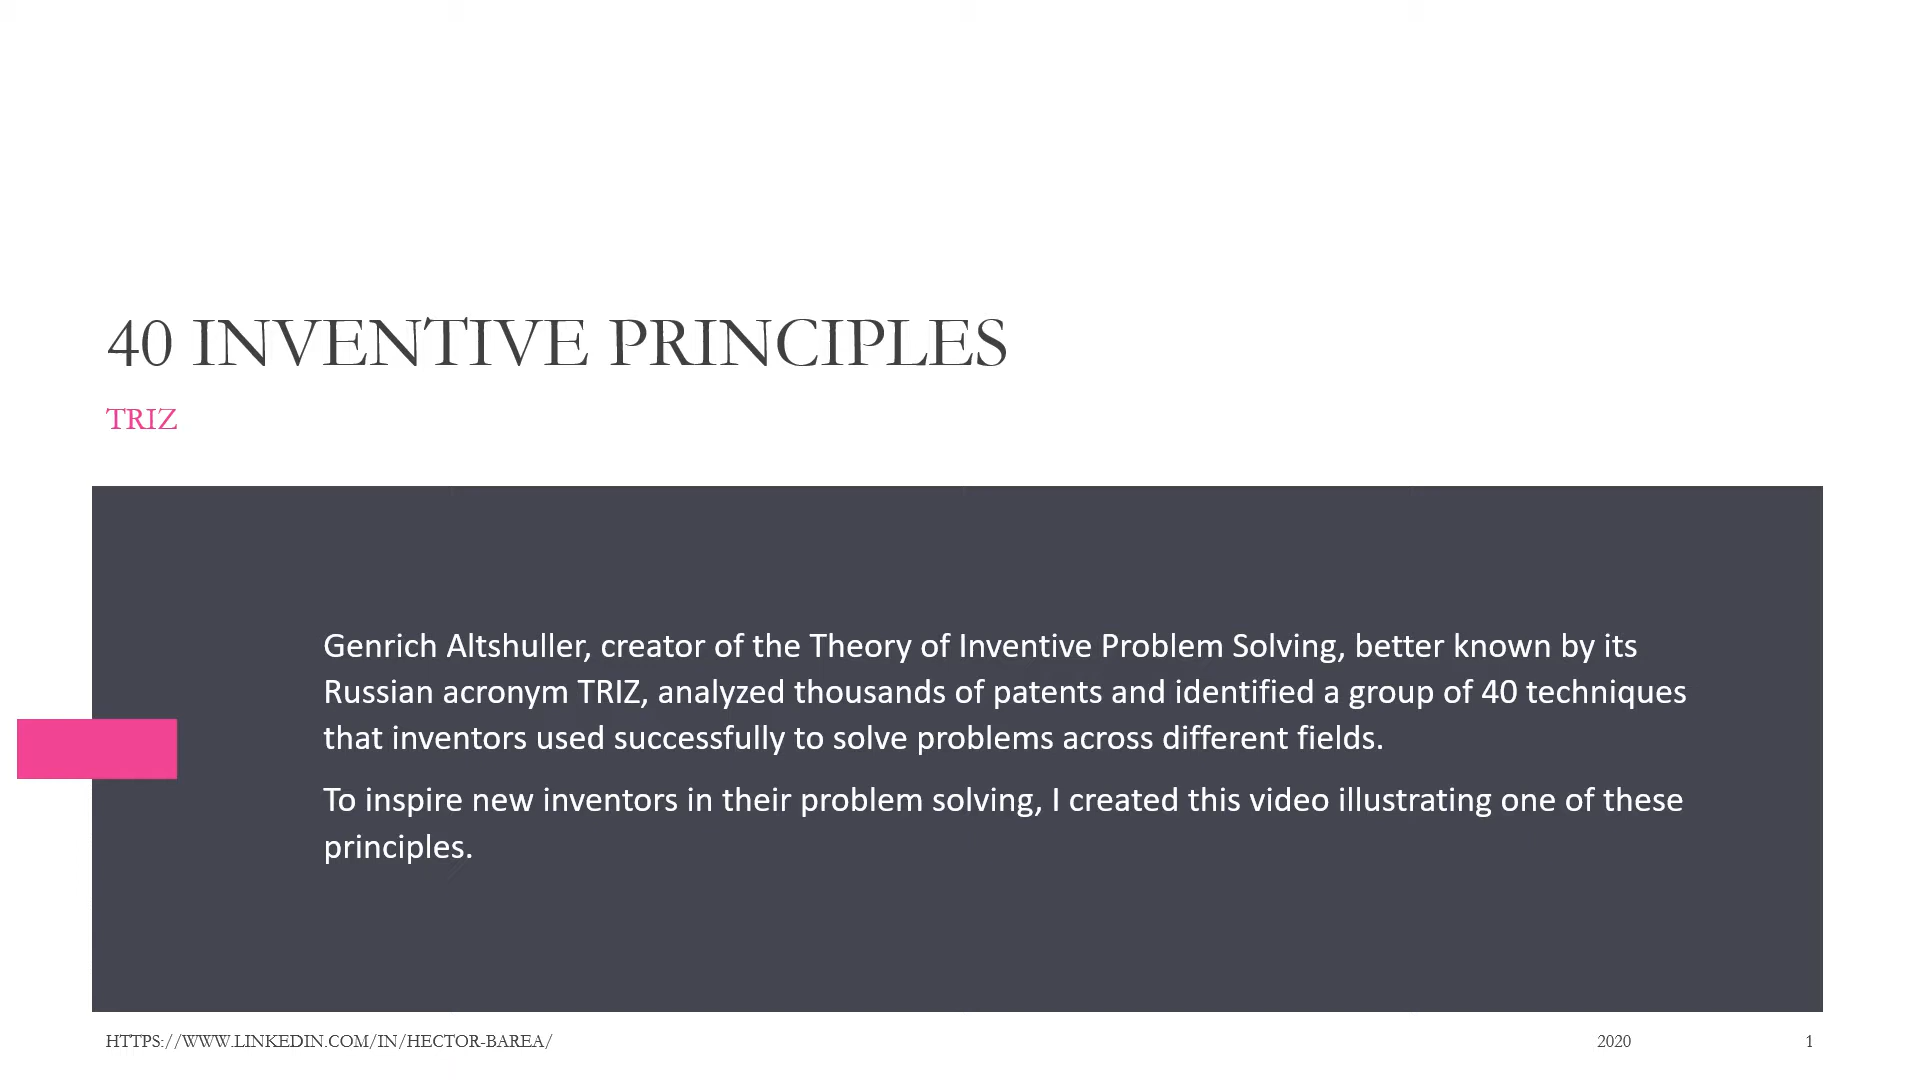 40 INVENTIVE PRINCIPLES
TRIZ
Genrich Altshuller, creator of the Theory of Inventive Problem Solving, better known by its
Russian acronym TRIZ, analyzed thousands of patents and identified a group of 40 techniques
that inventors used successfully to solve problems across different fields.
To inspire new inventors in their problem solving, I created this video illustrating one of these
principles.
HTTPS://WWW.LINKEDIN.COM/IN/HECTOR-BAREA/ 2020 1